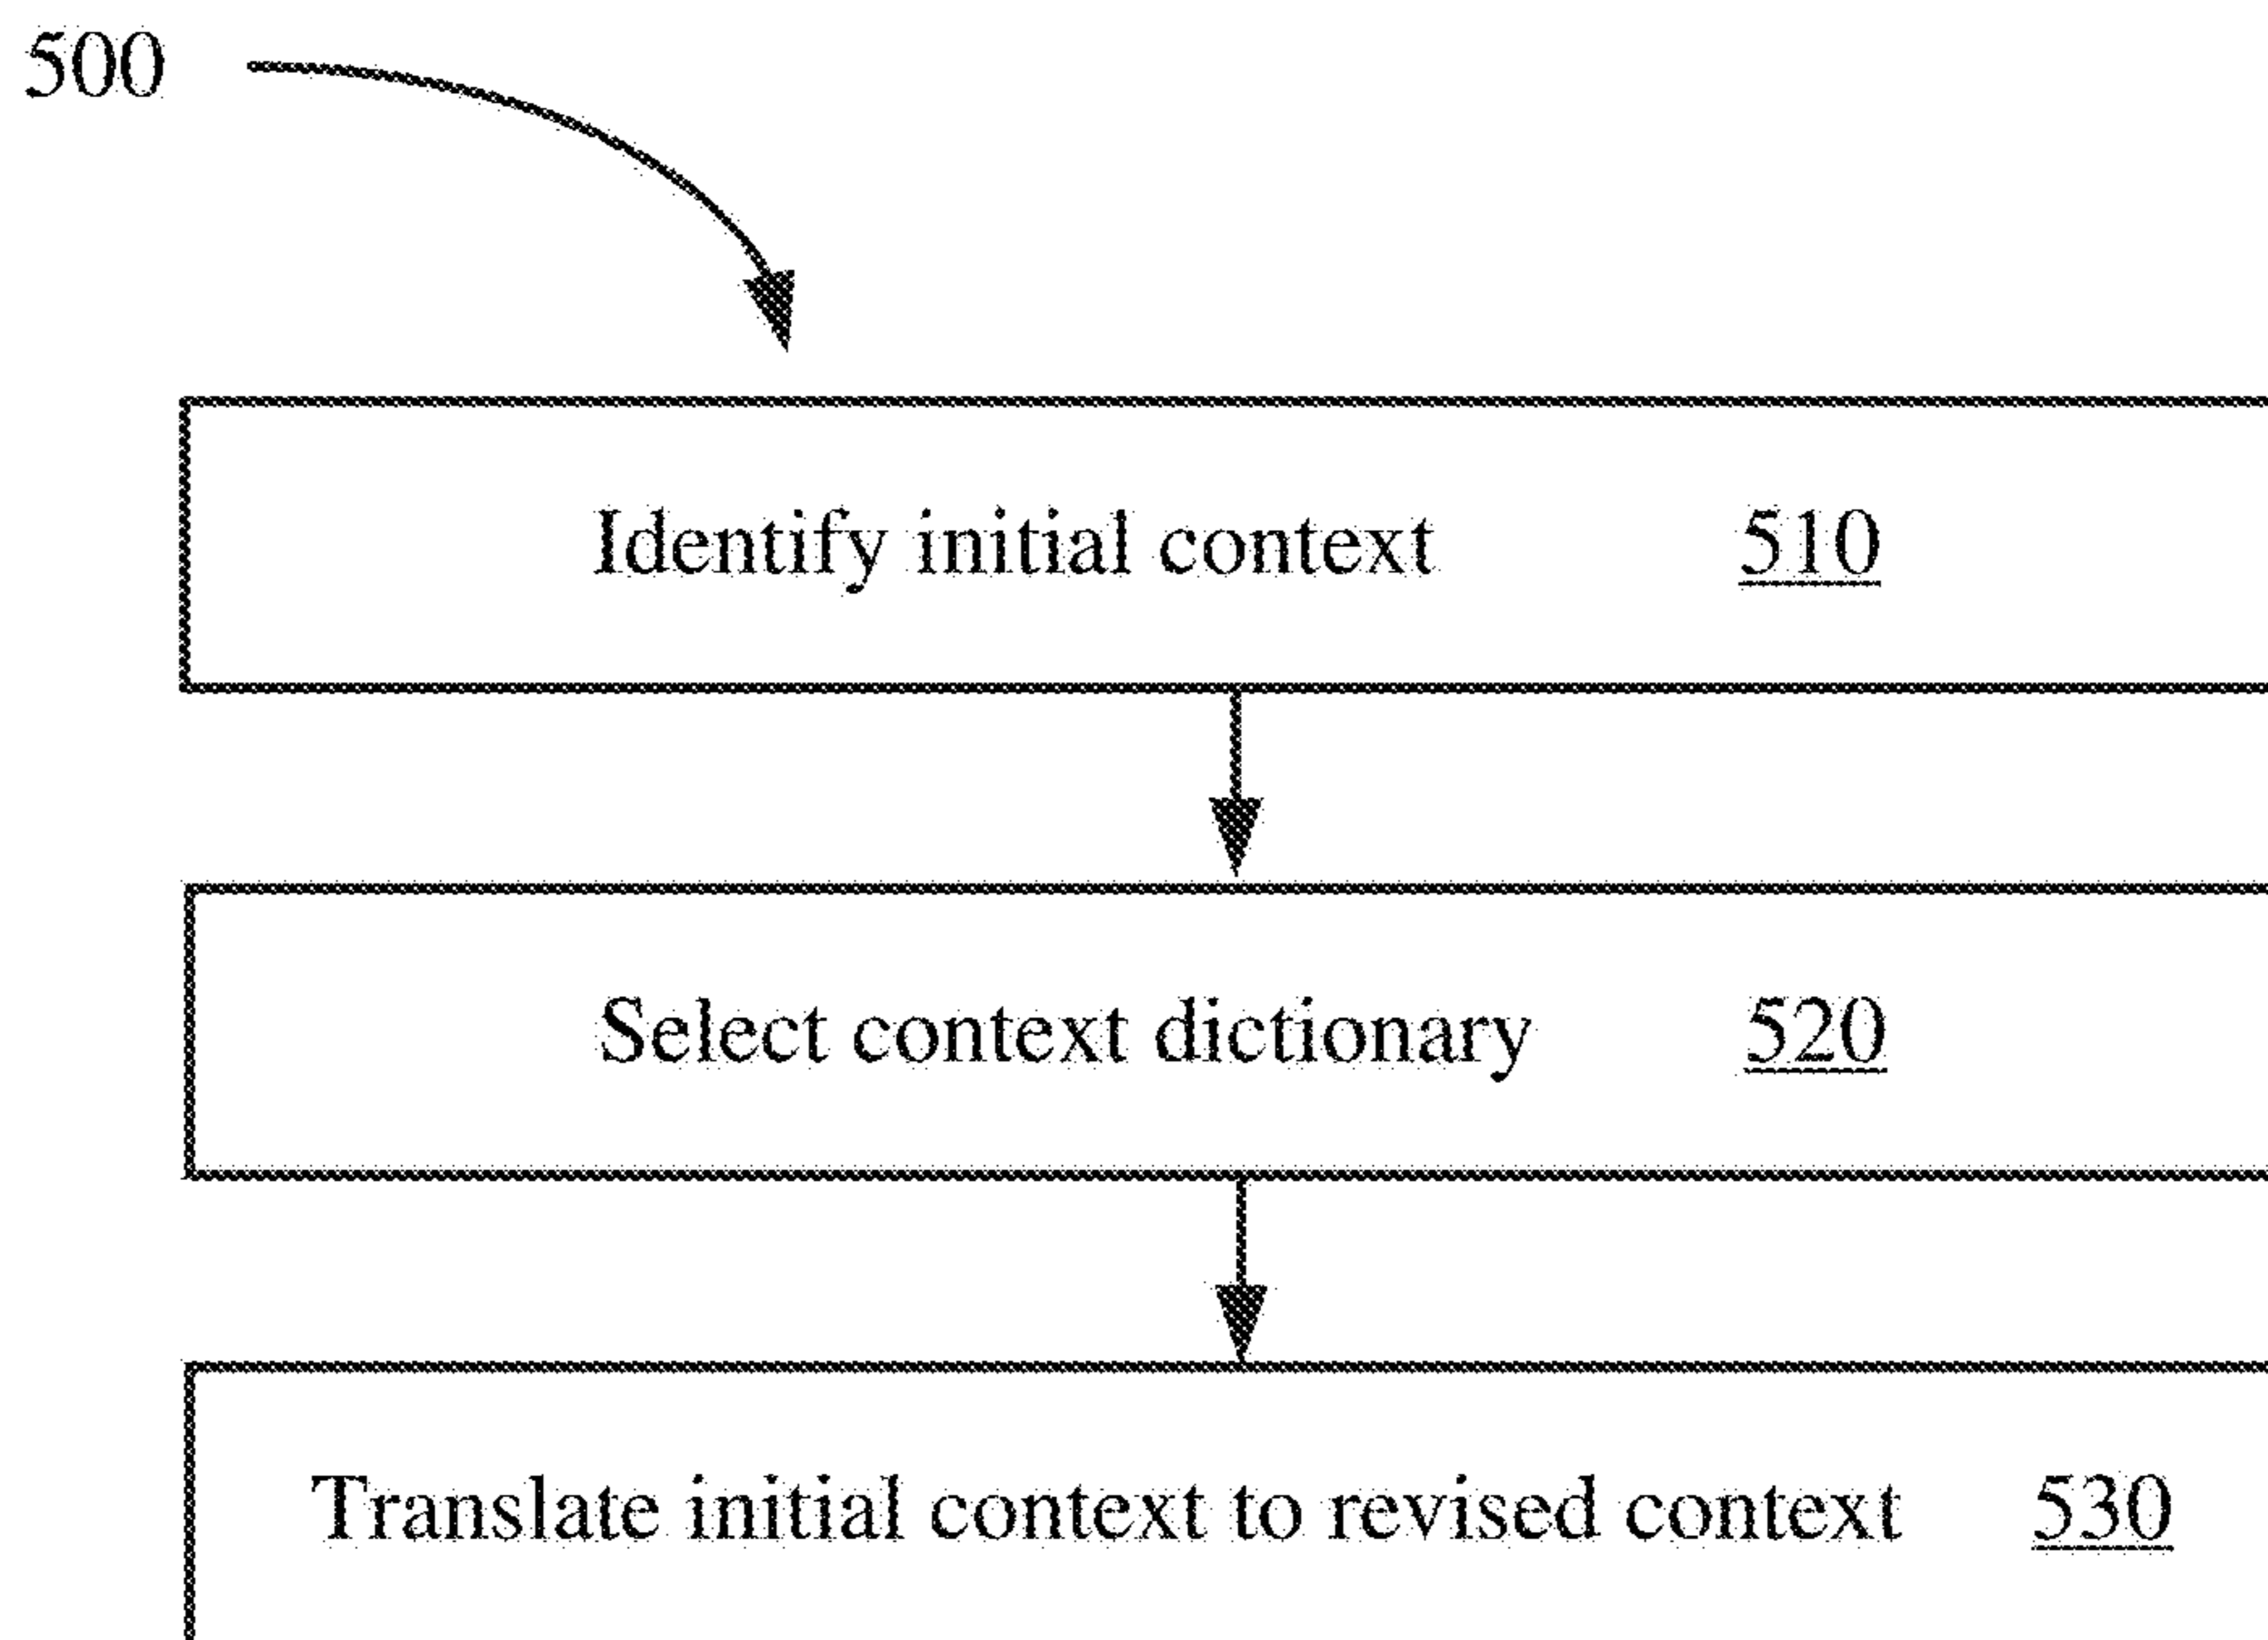 500
Identify initial context 510
Select context dictionary 520
Translate initial context to revised context 530